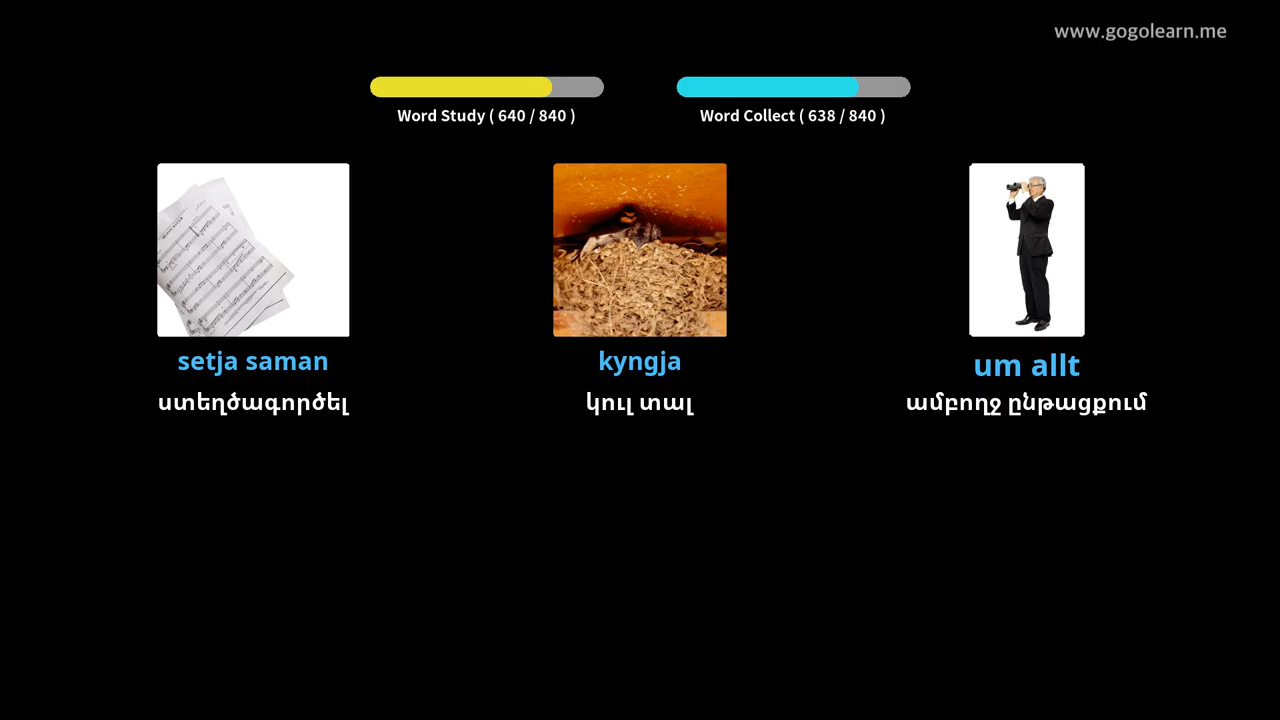 www.gogolearn.me
Word Study ( 640 / 840 )
Word Collect ( 638 / 840 )
setja saman
ստեղծագործել
kyngja
կուլ տալ
um allt
ամբողջ ընթացքում